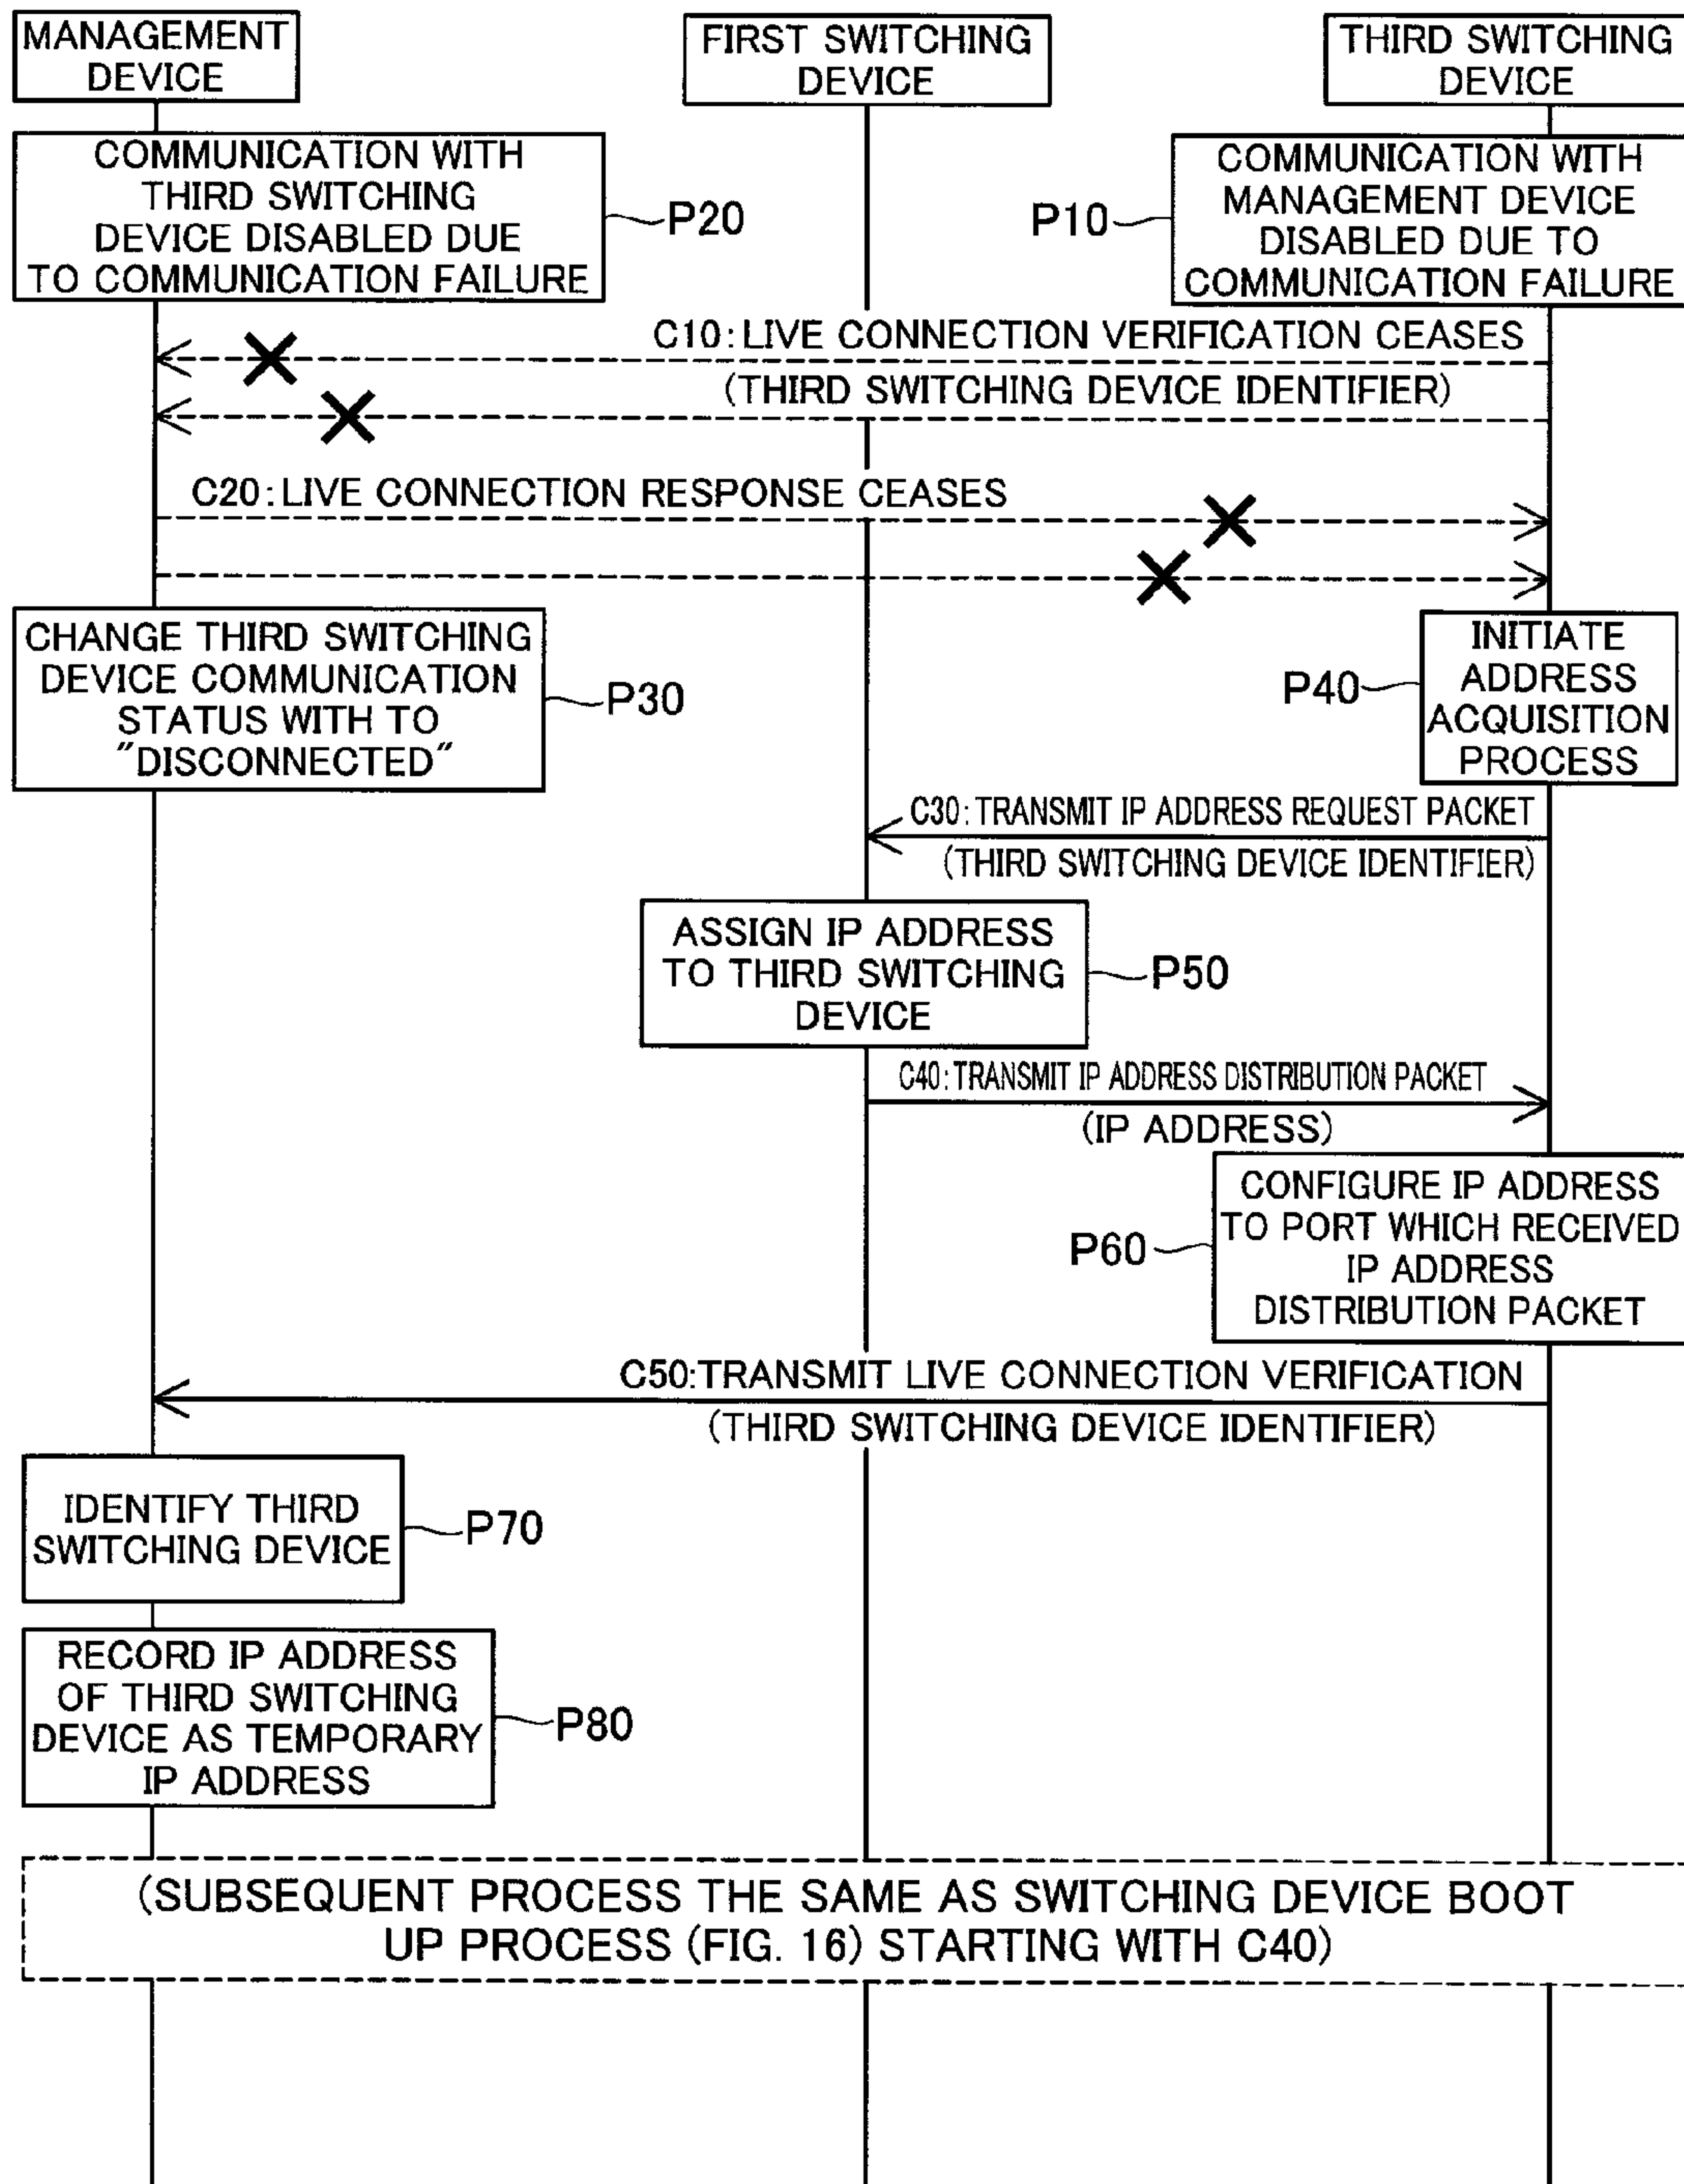 MANAGEMENT
DEVICE
FIRST SWITCHING
DEVICE
THIRD SWITCHING
DEVICE
COMMUNICATION WITH
THIRD SWITCHING
DEVICE DISABLED DUE
TO COMMUNICATION FAILURE
P20
P10
COMMUNICATION WITH
MANAGEMENT DEVICE
DISABLED DUE TO
COMMUNICATION FAILURE
C10: LIVE CONNECTION VERIFICATION CEASES
(THIRD SWITCHING DEVICE IDENTIFIER)
C20: LIVE CONNECTION RESPONSE CEASES
CHANGE THIRD SWITCHING
DEVICE COMMUNICATION
STATUS WITH TO
"DISCONNECTED"
P30
P40
INITIATE
ADDRESS
ACQUISITION
PROCESS
C30: TRANSMIT IP ADDRESS REQUEST PACKET
(THIRD SWITCHING DEVICE IDENTIFIER)
ASSIGN IP ADDRESS
TO THIRD SWITCHING
DEVICE
P50
C40: TRANSMIT IP ADDRESS DISTRIBUTION PACKET
(IP ADDRESS)
P60
CONFIGURE IP ADDRESS
TO PORT WHICH RECEIVED
IP ADDRESS
DISTRIBUTION PACKET
C50:TRANSMIT LIVE CONNECTION VERIFICATION
(THIRD SWITCHING DEVICE IDENTIFIER)
IDENTIFY THIRD
SWITCHING DEVICE
P70
RECORD IP ADDRESS
OF THIRD SWITCHING
DEVICE AS TEMPORARY
IP ADDRESS
P80
(SUBSEQUENT PROCESS THE SAME AS SWITCHING DEVICE BOOT
UP PROCESS (FIG. 16) STARTING WITH C40)